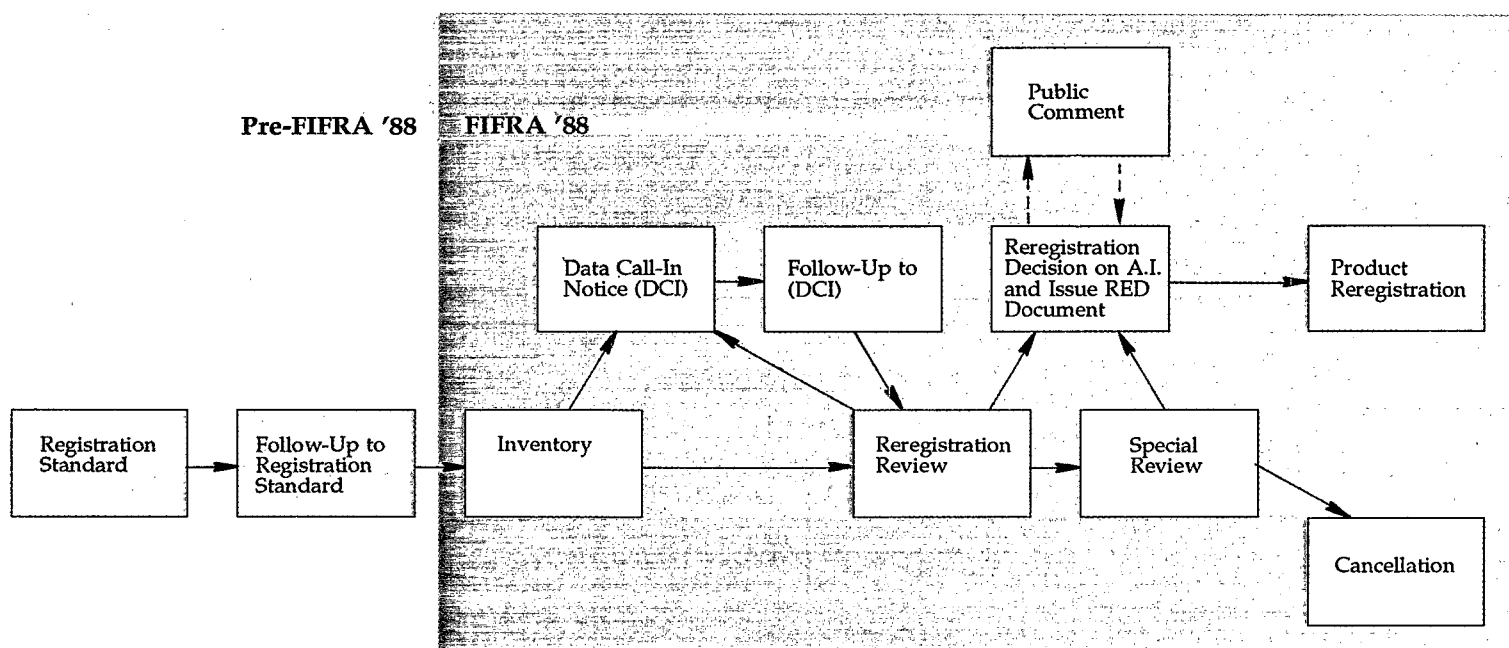 Pre-FIFRA '88
FIFRA '88
Public
Comment
Data Call-In
Notice (DCI)
Follow-Up to
(DCI)
Reregistration
Decision on A.I.
and Issue RED
Document
Product
Reregistration
Registration
Standard
Follow-Up to
Registration
Standard
Inventory
Reregistration
Review
Special
Review
Cancellation